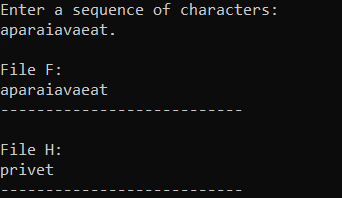 Enter a sequence of characters:
aparaiavaeat.
File F:
aparaiavaeat
---------------------------
File H:
privet
---------------------------